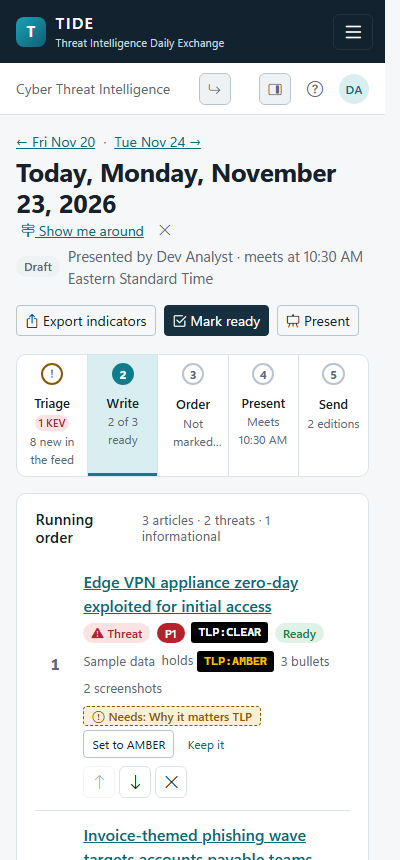 T
TIDE
Threat Intelligence Daily Exchange
Cyber Threat Intelligence
?
DA
← Fri Nov 20 · Tue Nov 24 →
Today, Monday, November
23, 2026
Show me around
Draft
Presented by Dev Analyst · meets at 10:30 AM
Eastern Standard Time
Export indicators
Mark ready
Present
!
Triage
1 KEV
8 new in
the feed
2
Write
2 of 3
ready
3
Order
Not
marked...
4
Present
Meets
10:30 AM
5
Send
2 editions
Running
order
3 articles · 2 threats · 1
informational
1
Edge VPN appliance zero-day
exploited for initial access
Threat P1 TLP:CLEAR Ready
Sample data holds TLP:AMBER 3 bullets
2 screenshots
Needs: Why it matters TLP
Set to AMBER Keep it
↑ ↓ ✕
Invoice-themed phishing wave
targets accounts payable teams